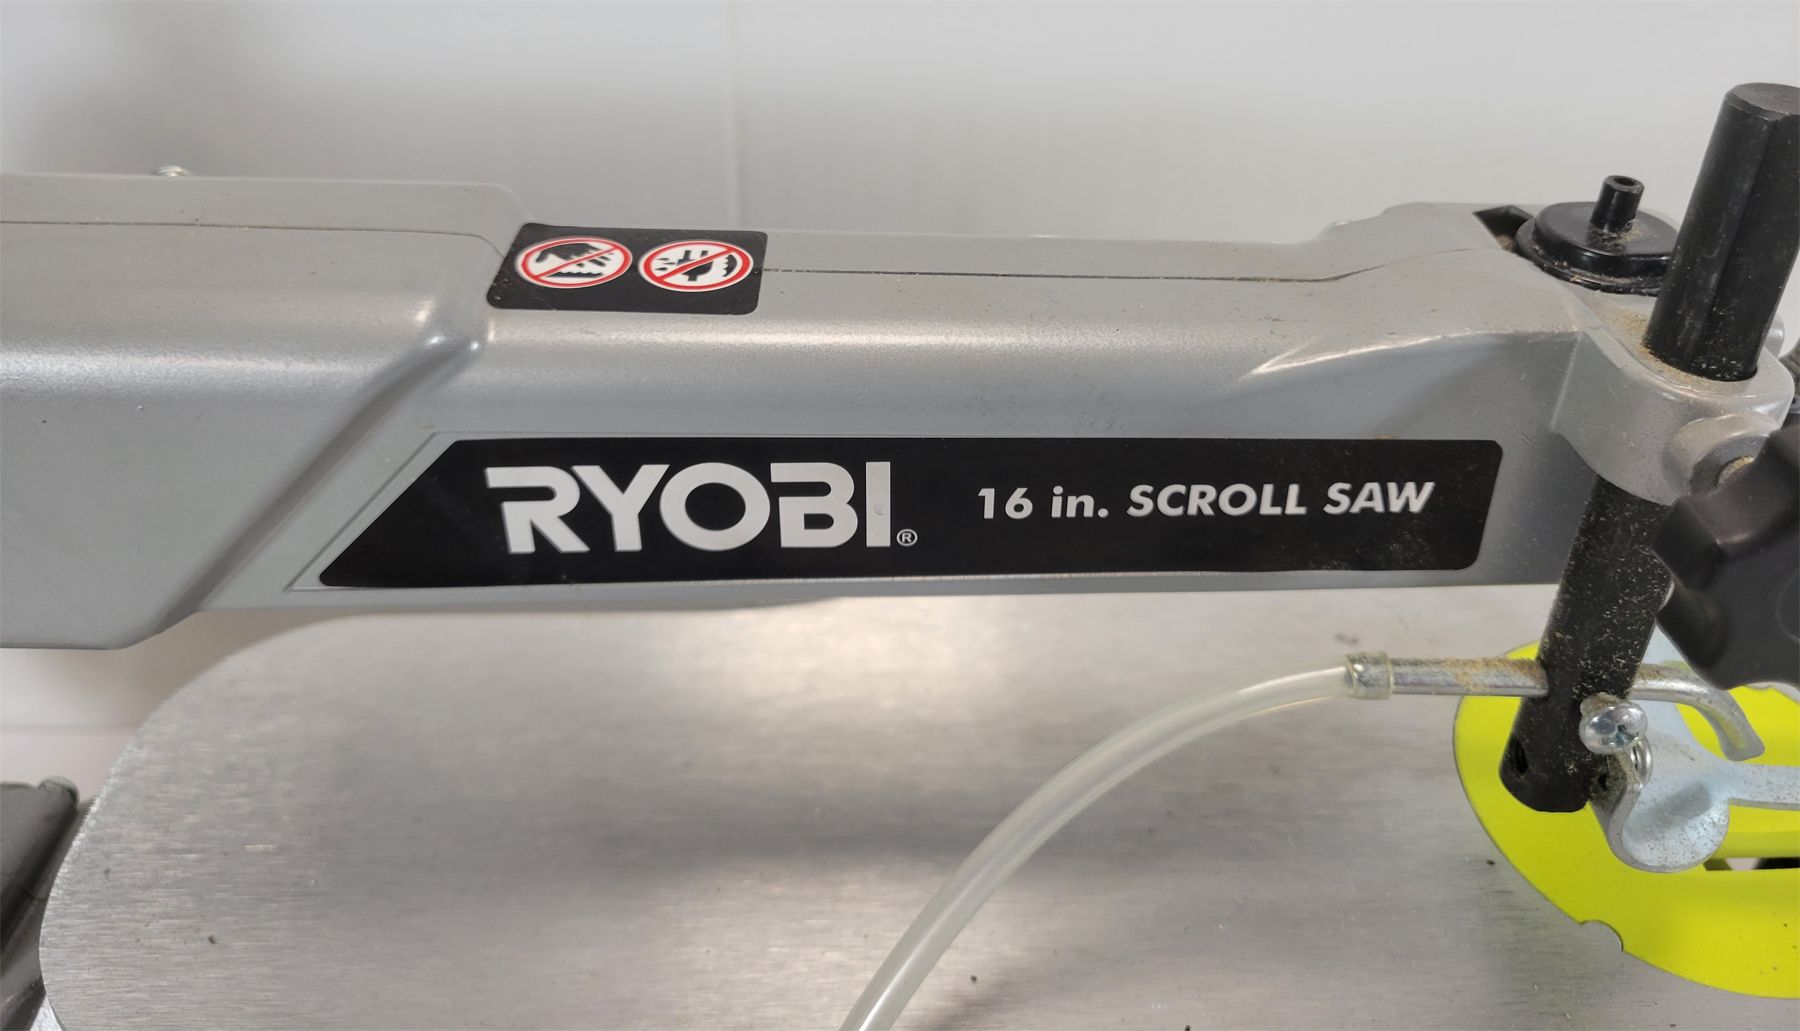 RYOBI® 16 in. SCROLL SAW